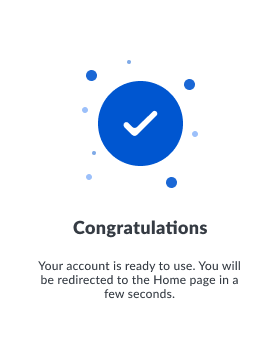 Congratulations
Your account is ready to use. You will
be redirected to the Home page in a
few seconds.